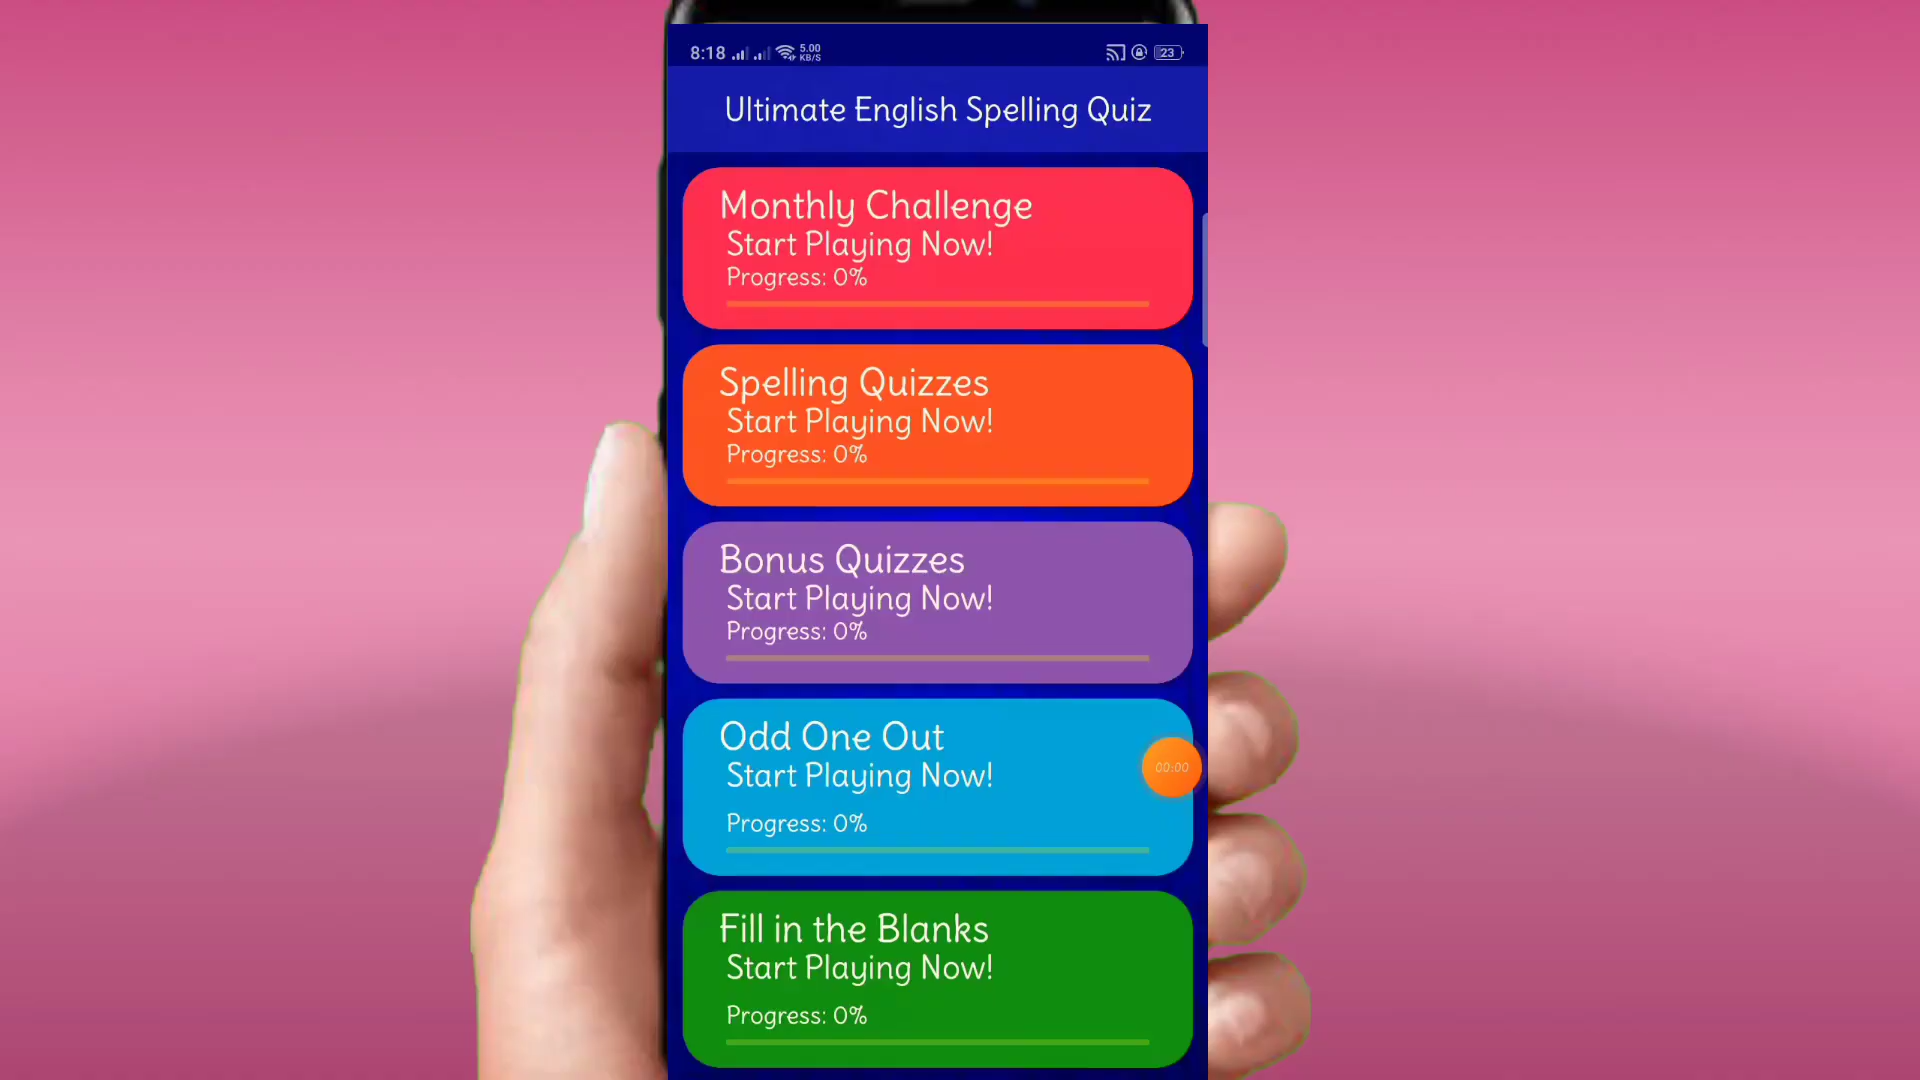 8:18 5.00 KB/S 23
Ultimate English Spelling Quiz
Monthly Challenge
Start Playing Now!
Progress: 0%
Spelling Quizzes
Start Playing Now!
Progress: 0%
Bonus Quizzes
Start Playing Now!
Progress: 0%
Odd One Out
Start Playing Now!
00:00
Progress: 0%
Fill in the Blanks
Start Playing Now!
Progress: 0%